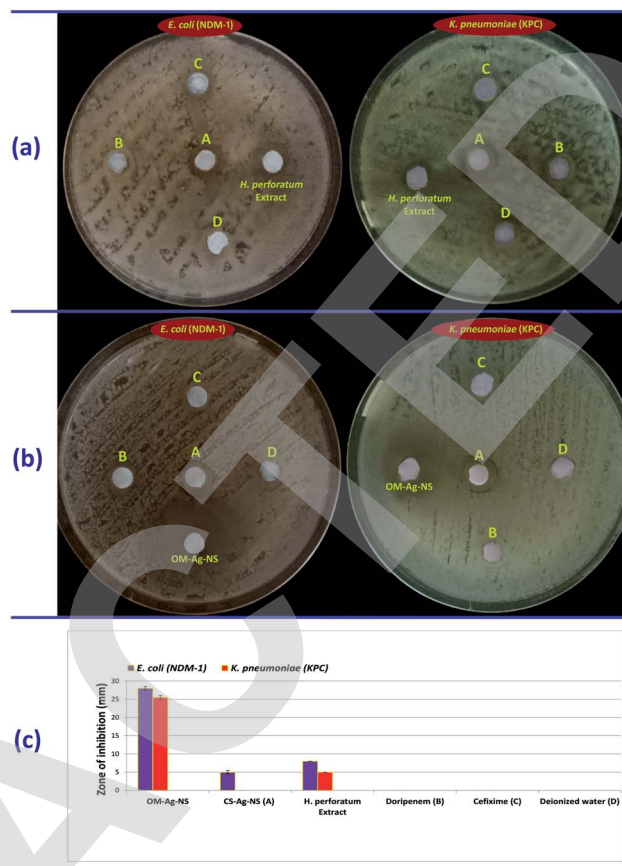 E. coli (NDM-1)
K. pneumoniae (KPC)
(a)
C
C
B
A
H. perforatum
Extract
D
A
B
H. perforatum
Extract
D
E. coli (NDM-1)
K. pneumoniae (KPC)
(b)
C
C
B
A
D
OM-Ag-NS
OM-Ag-NS
A
D
B
(c)
E. coli (NDM-1)
K. pneumoniae (KPC)
Zone of inhibition (mm)
30
25
20
15
10
5
0
OM-Ag-NS
CS-Ag-NS (A)
H. perforatum
Extract
Doripenem (B)
Cefixime (C)
Deionized water (D)